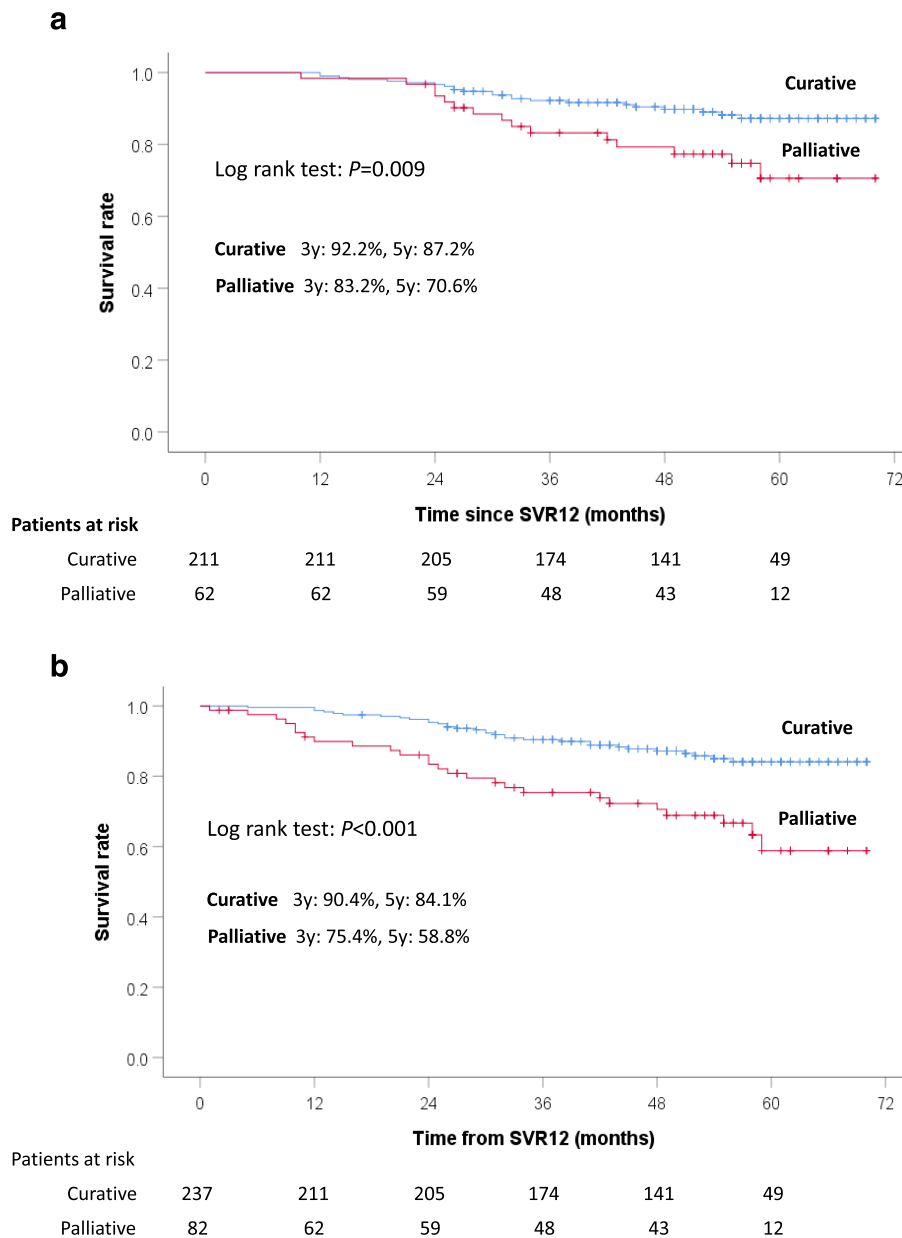 a
1.0
0.8
0.6
0.4
0.2
0.0
Survival rate
Curative
Palliative
Log rank test: P=0.009
Curative 3y: 92.2%, 5y: 87.2%
Palliative 3y: 83.2%, 5y: 70.6%
0 12 24 36 48 60 72
Time since SVR12 (months)
Patients at risk
Curative 211 211 205 174 141 49
Palliative 62 62 59 48 43 12
b
1.0
0.8
0.6
0.4
0.2
0.0
Survival rate
Curative
Palliative
Log rank test: P<0.001
Curative 3y: 90.4%, 5y: 84.1%
Palliative 3y: 75.4%, 5y: 58.8%
0 12 24 36 48 60 72
Time from SVR12 (months)
Patients at risk
Curative 237 211 205 174 141 49
Palliative 82 62 59 48 43 12